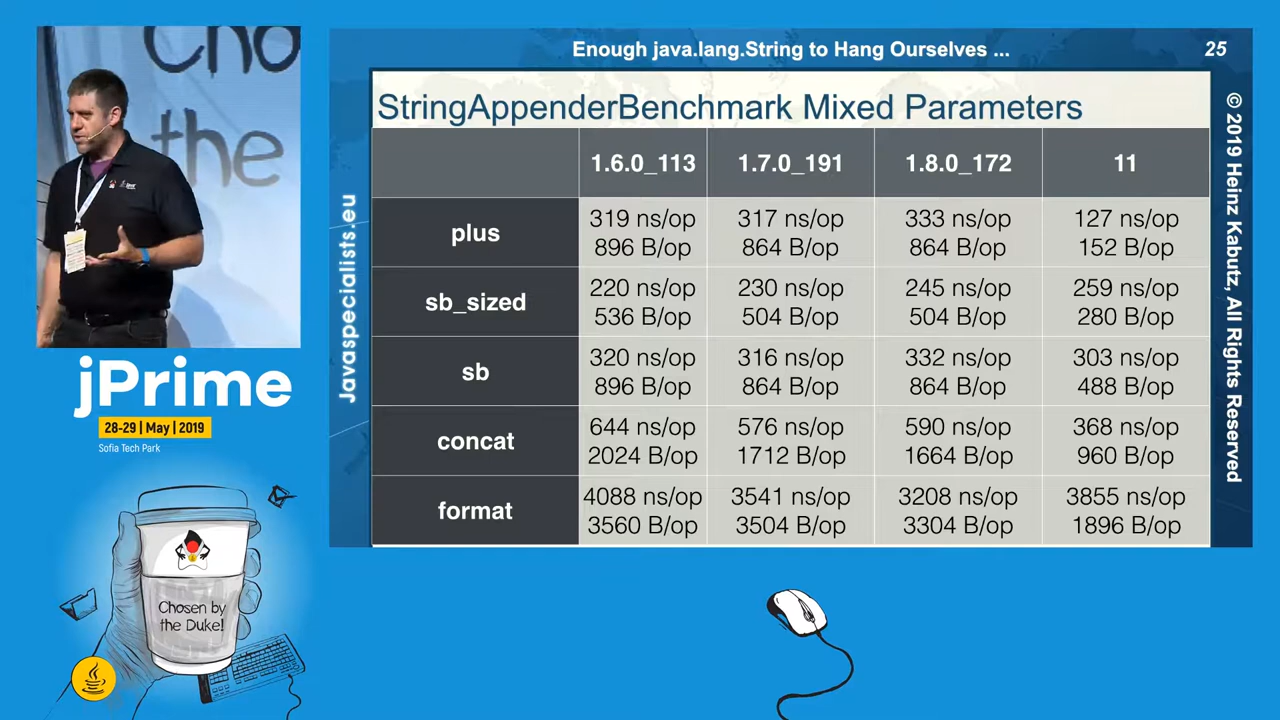 Cho
the
Enough java.lang.String to Hang Ourselves ...
25
StringAppenderBenchmark Mixed Parameters
1.6.0_113 1.7.0_191 1.8.0_172 11
plus
319 ns/op 317 ns/op 333 ns/op 127 ns/op
896 B/op 864 B/op 864 B/op 152 B/op
sb_sized
220 ns/op 230 ns/op 245 ns/op 259 ns/op
536 B/op 504 B/op 504 B/op 280 B/op
sb
320 ns/op 316 ns/op 332 ns/op 303 ns/op
896 B/op 864 B/op 864 B/op 488 B/op
concat
644 ns/op 576 ns/op 590 ns/op 368 ns/op
2024 B/op 1712 B/op 1664 B/op 960 B/op
format
4088 ns/op 3541 ns/op 3208 ns/op 3855 ns/op
3560 B/op 3504 B/op 3304 B/op 1896 B/op
Javaspecialists.eu
© 2019 Heinz Kabutz, All Rights Reserved
jPrime
28-29 | May | 2019
Sofia Tech Park
Chosen by
the Duke!